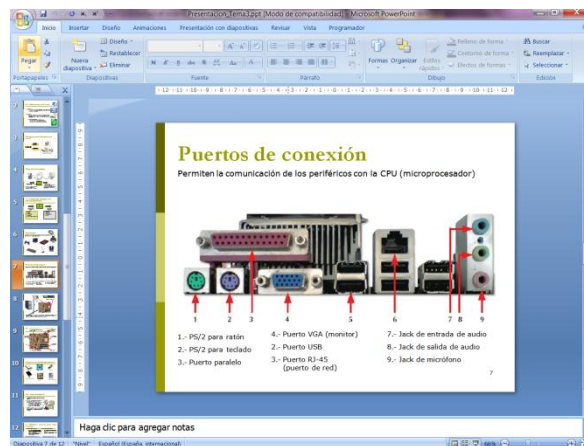 Presentacion_Tema3.ppt [Modo de compatibilidad] - Microsoft PowerPoint
Inicio Insertar Diseño Animaciones Presentación con diapositivas Revisar Vista Programador
Pegar
Nueva diapositiva
Diseño
Restablecer
Eliminar
Formas Organizar Estilos rápidos
Relleno de forma
Contorno de forma
Efectos de formas
Buscar
Reemplazar
Seleccionar
Portapapeles Diapositivas Fuente Párrafo Dibujo Edición
Puertos de conexión
Permiten la comunicación de los periféricos con la CPU (microprocesador)
1 2 3 4 5 6 7 8 9
1.- PS/2 para ratón
2.- PS/2 para teclado
3.- Puerto paralelo
4.- Puerto VGA (monitor)
2.- Puerto USB
3.- Puerto RJ-45
(puerto de red)
7.- Jack de entrada de audio
8.- Jack de salida de audio
9.- Jack de micrófono
7
Haga clic para agregar notas
Diapositiva 7 de 12 "Nivel" Español (España, internacional) 66%